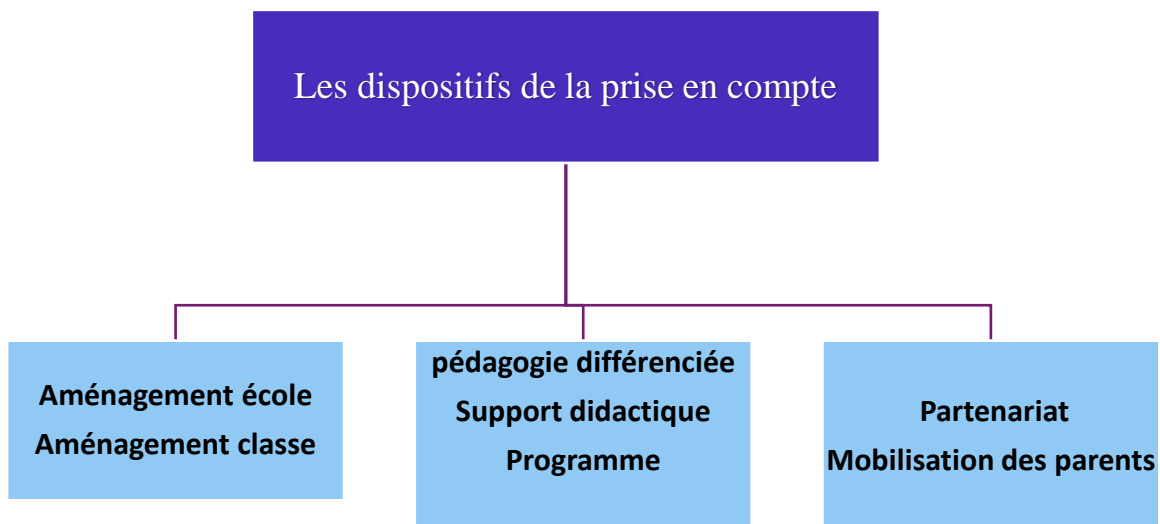 Les dispositifs de la prise en compte
Aménagement école
Aménagement classe
pédagogie différenciée
Support didactique
Programme
Partenariat
Mobilisation des parents